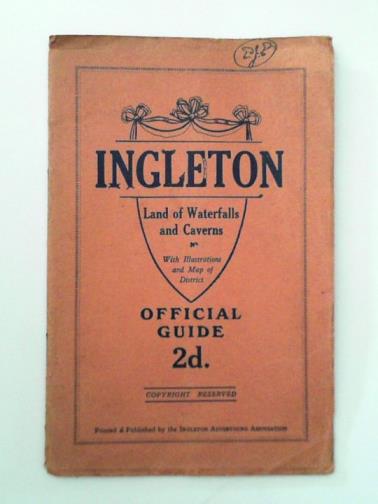 INGLETON
Land of Waterfalls
and Caverns
With Illustrations
and Map of
District
OFFICIAL
GUIDE
2d.
COPYRIGHT RESERVED
Printed & Published by the INGLETON ADVERTISING ASSOCIATION